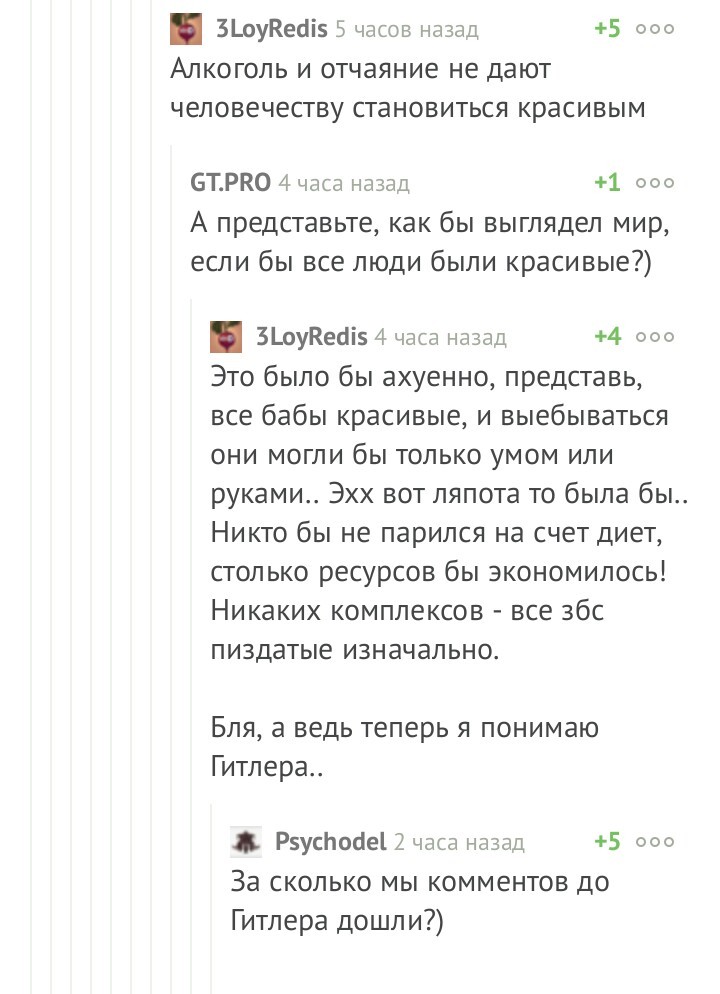 3LoyRedis 5 часов назад +5
Алкоголь и отчаяние не дают
человечеству становиться красивым
GT.PRO 4 часа назад +1
А представьте, как бы выглядел мир,
если бы все люди были красивые?)
3LoyRedis 4 часа назад +4
Это было бы ахуенно, представь,
все бабы красивые, и выебываться
они могли бы только умом или
руками.. Эхх вот ляпота то была бы..
Никто бы не парился на счет диет,
столько ресурсов бы экономилось!
Никаких комплексов - все збс
пиздатые изначально.
Бля, а ведь теперь я понимаю
Гитлера..
Psychodel 2 часа назад +5
За сколько мы комментов до
Гитлера дошли?)